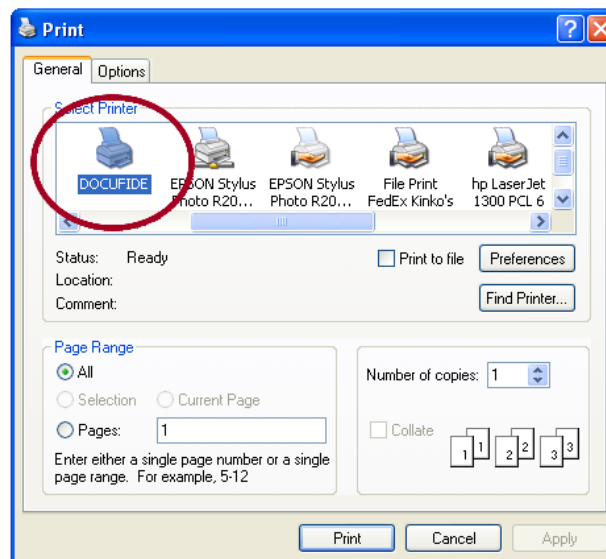 Print
General
Options
Select Printer
DOCUFIDE
EPSON Stylus
Photo R20...
EPSON Stylus
Photo R20...
File Print
FedEx Kinko's
hp LaserJet
1300 PCL 6
Status: Ready
Location:
Comment:
Print to file
Preferences
Find Printer...
Page Range
All
Selection
Current Page
Pages: 1
Enter either a single page number or a single
page range. For example, 5-12
Number of copies: 1
Collate
1 1 2 2 3 3
Print
Cancel
Apply